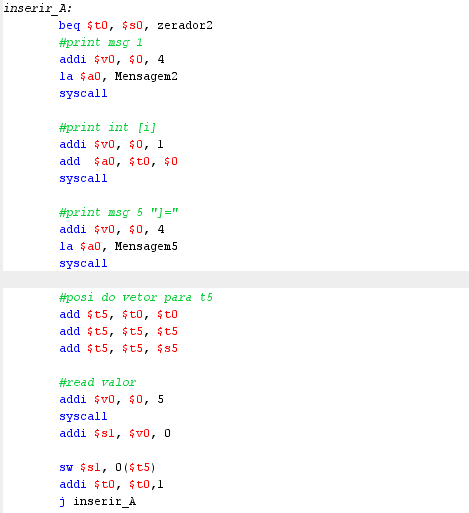 inserir_A:
beq $t0, $s0, zerador2
#print msg 1
addi $v0, $0, 4
la $a0, Mensagem2
syscall
#print int [i]
addi $v0, $0, 1
add  $a0, $t0, $0
syscall
#print msg 5 "]="
addi $v0, $0, 4
la $a0, Mensagem5
syscall
#posi do vetor para t5
add $t5, $t0, $t0
add $t5, $t5, $t5
add $t5, $t5, $s5
#read valor
addi $v0, $0, 5
syscall
addi $s1, $v0, 0
sw $s1, 0($t5)
addi $t0, $t0,1
j inserir_A